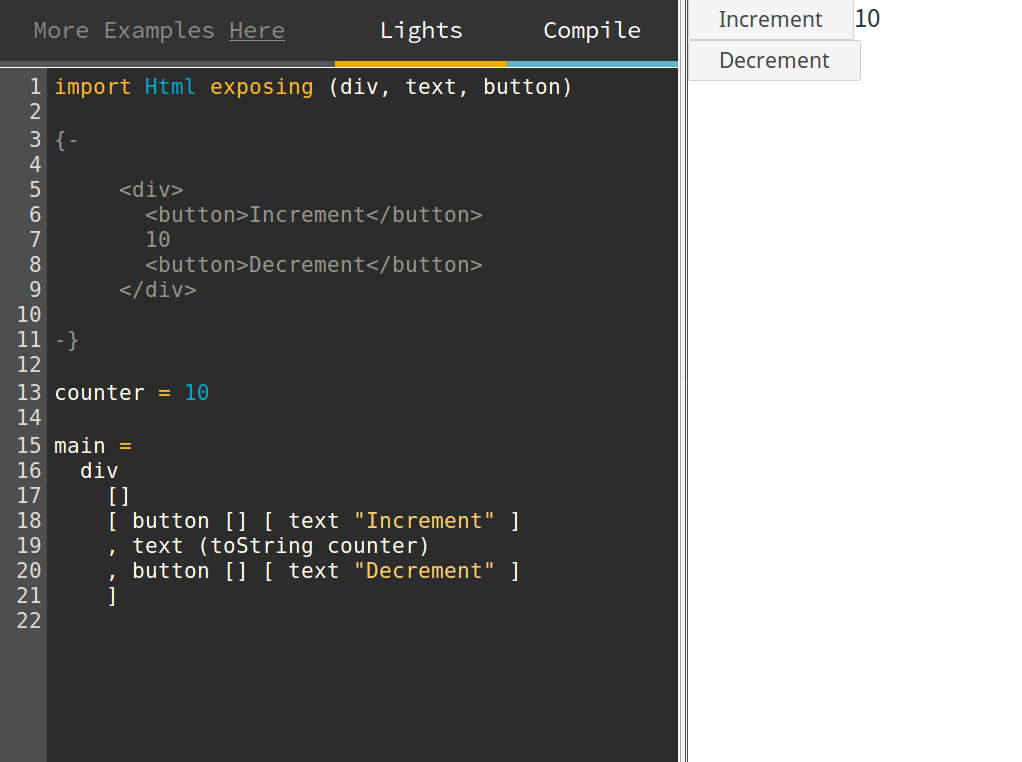 More Examples Here Lights Compile
1 import Html exposing (div, text, button)
2
3 {-
4
5      <div>
6        <button>Increment</button>
7        10
8        <button>Decrement</button>
9      </div>
10
11 -}
12
13 counter = 10
14
15 main =
16   div
17     []
18     [ button [] [ text "Increment" ]
19     , text (toString counter)
20     , button [] [ text "Decrement" ]
21     ]
22
Increment 10
Decrement